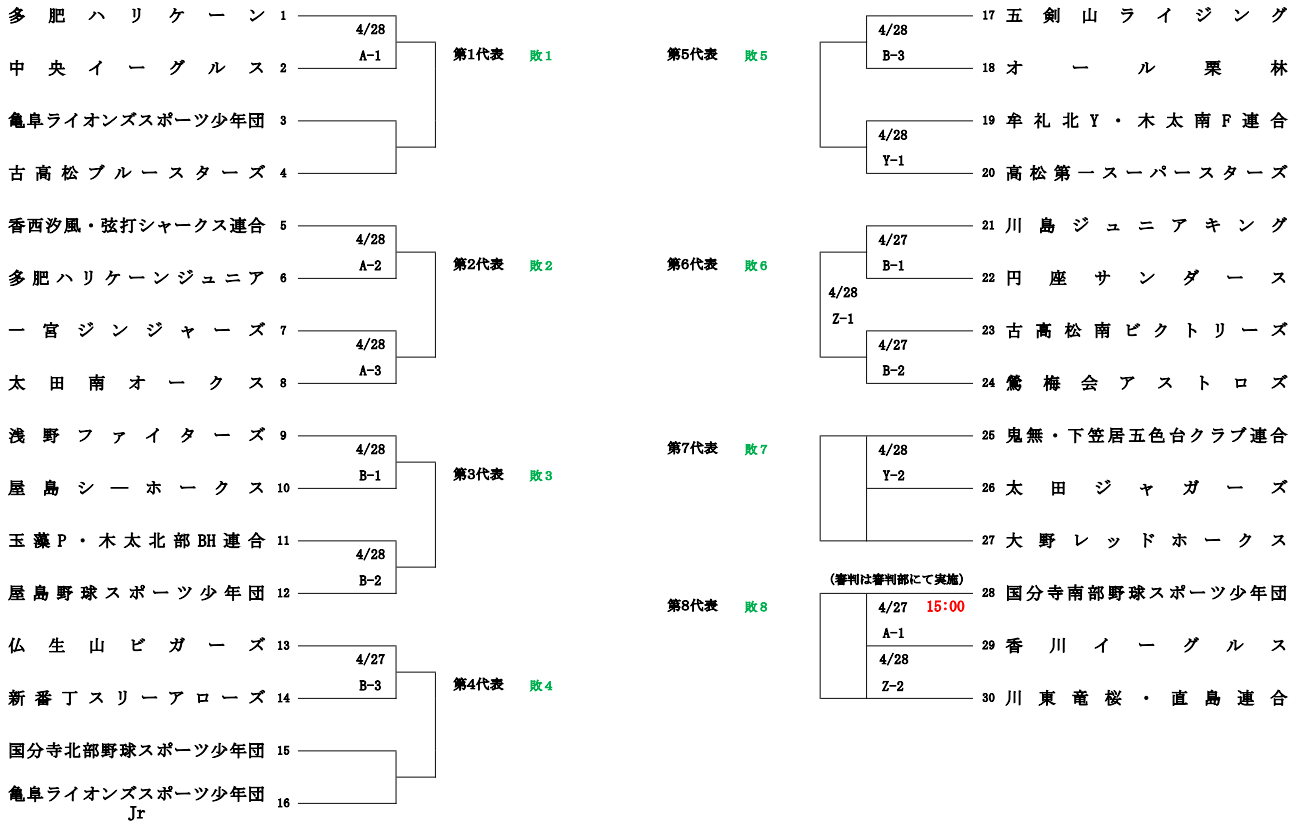 多肥ハリケーン 1
4/28
A-1
中央イーグルス 2
第1代表 敗1
亀阜ライオンズスポーツ少年団 3
古高松ブルースターズ 4
香西汐風・弦打シャークス連合 5
4/28
A-2
多肥ハリケーンジュニア 6
第2代表 敗2
一宮ジンジャーズ 7
4/28
A-3
太田南オークス 8
浅野ファイターズ 9
4/28
B-1
屋島シーホークス 10
第3代表 敗3
玉藻P・木太北部BH連合 11
4/28
B-2
屋島野球スポーツ少年団 12
仏生山ビガーズ 13
4/27
B-3
新番丁スリーアローズ 14
第4代表 敗4
国分寺北部野球スポーツ少年団 15
亀阜ライオンズスポーツ少年団
Jr
16
17 五剣山ライジング
4/28
B-3
18 オール栗林
第5代表 敗5
19 牟礼北Y・木太南F連合
4/28
Y-1
20 高松第一スーパースターズ
21 川島ジュニアキング
4/27
B-1
22 円座サンダース
第6代表 敗6
4/28
Z-1
23 古高松南ビクトリーズ
4/27
B-2
24 鶯梅会アストロズ
25 鬼無・下笠居五色台クラブ連合
第7代表 敗7
4/28
Y-2
26 太田ジャガーズ
27 大野レッドホークス
(審判は審判部にて実施)
28 国分寺南部野球スポーツ少年団
第8代表 敗8
4/27 15:00
A-1
29 香川イーグルス
4/28
Z-2
30 川東竜桜・直島連合